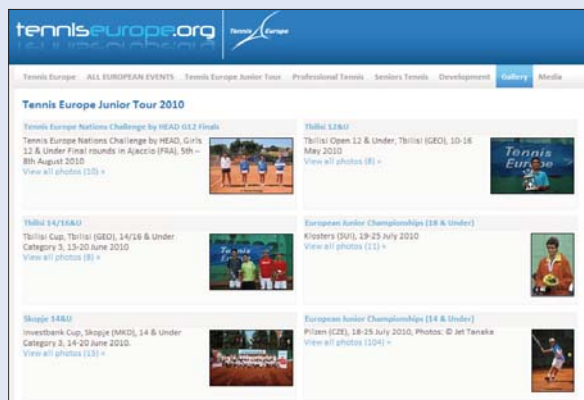 tenniseurope.org
Tennis Europe
Tennis Europe ALL EUROPEAN EVENTS Tennis Europe Junior Tour Professional Tennis Seniors Tennis Development Gallery Media
Tennis Europe Junior Tour 2010
Tennis Europe Nations Challenge by HEAD G12 Finals
Tennis Europe Nations Challenge by HEAD, Girls
12 & Under Final rounds in Ajaccio (FRA), 5th –
8th August 2010
View all photos (10) »
Tbilisi 12&U
Tbilisi Open 12 & Under, Tbilisi (GEO), 10-16
May 2010
View all photos (8) »
Tennis
Europe
Tbilisi 14/16&U
Tbilisi Cup, Tbilisi (GEO), 14/16 & Under
Category 3, 13-20 June 2010
View all photos (8) »
European Junior Championships (18 & Under)
Klosters (SUI), 19-25 July 2010
View all photos (11) »
Skopje 14&U
Investbank Cup, Skopje (MKD), 14 & Under
Category 3, 14-20 June 2010.
View all photos (13) »
European Junior Championships (14 & Under)
Pilzen (CZE), 18-25 July 2010, Photos: © Jet Tanaka
View all photos (104) »